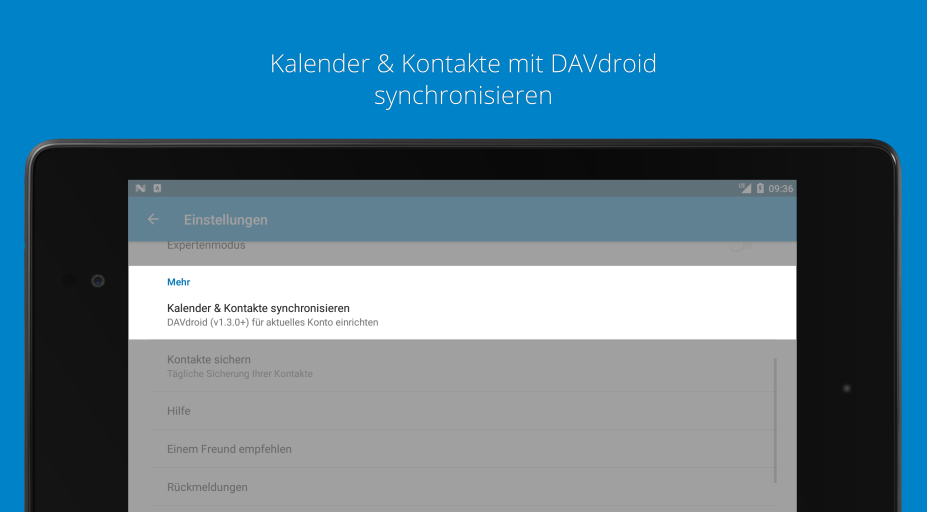 Kalender & Kontakte mit DAVdroid
synchronisieren
09:36
Einstellungen
Expertenmodus
Mehr
Kalender & Kontakte synchronisieren
DAVdroid (v1.3.0+) für aktuelles Konto einrichten
Kontakte sichern
Tägliche Sicherung Ihrer Kontakte
Hilfe
Einem Freund empfehlen
Rückmeldungen